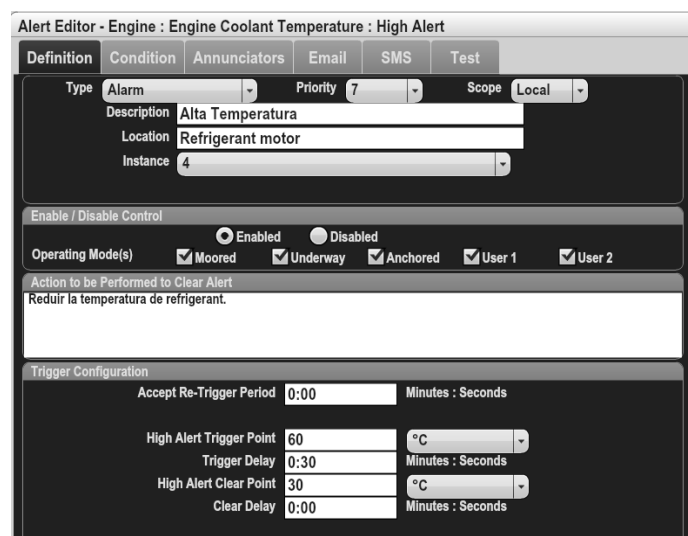 Alert Editor - Engine : Engine Coolant Temperature : High Alert
Definition Condition Annunciators Email SMS Test
Type Alarm Priority 7 Scope Local
Description Alta Temperatura
Location Refrigerant motor
Instance 4
Enable / Disable Control
Enabled Disabled
Operating Mode(s) Moored Underway Anchored User 1 User 2
Action to be Performed to Clear Alert
Reduir la temperatura de refrigerant.
Trigger Configuration
Accept Re-Trigger Period 0:00 Minutes : Seconds
High Alert Trigger Point 60 °C
Trigger Delay 0:30 Minutes : Seconds
High Alert Clear Point 30 °C
Clear Delay 0:00 Minutes : Seconds